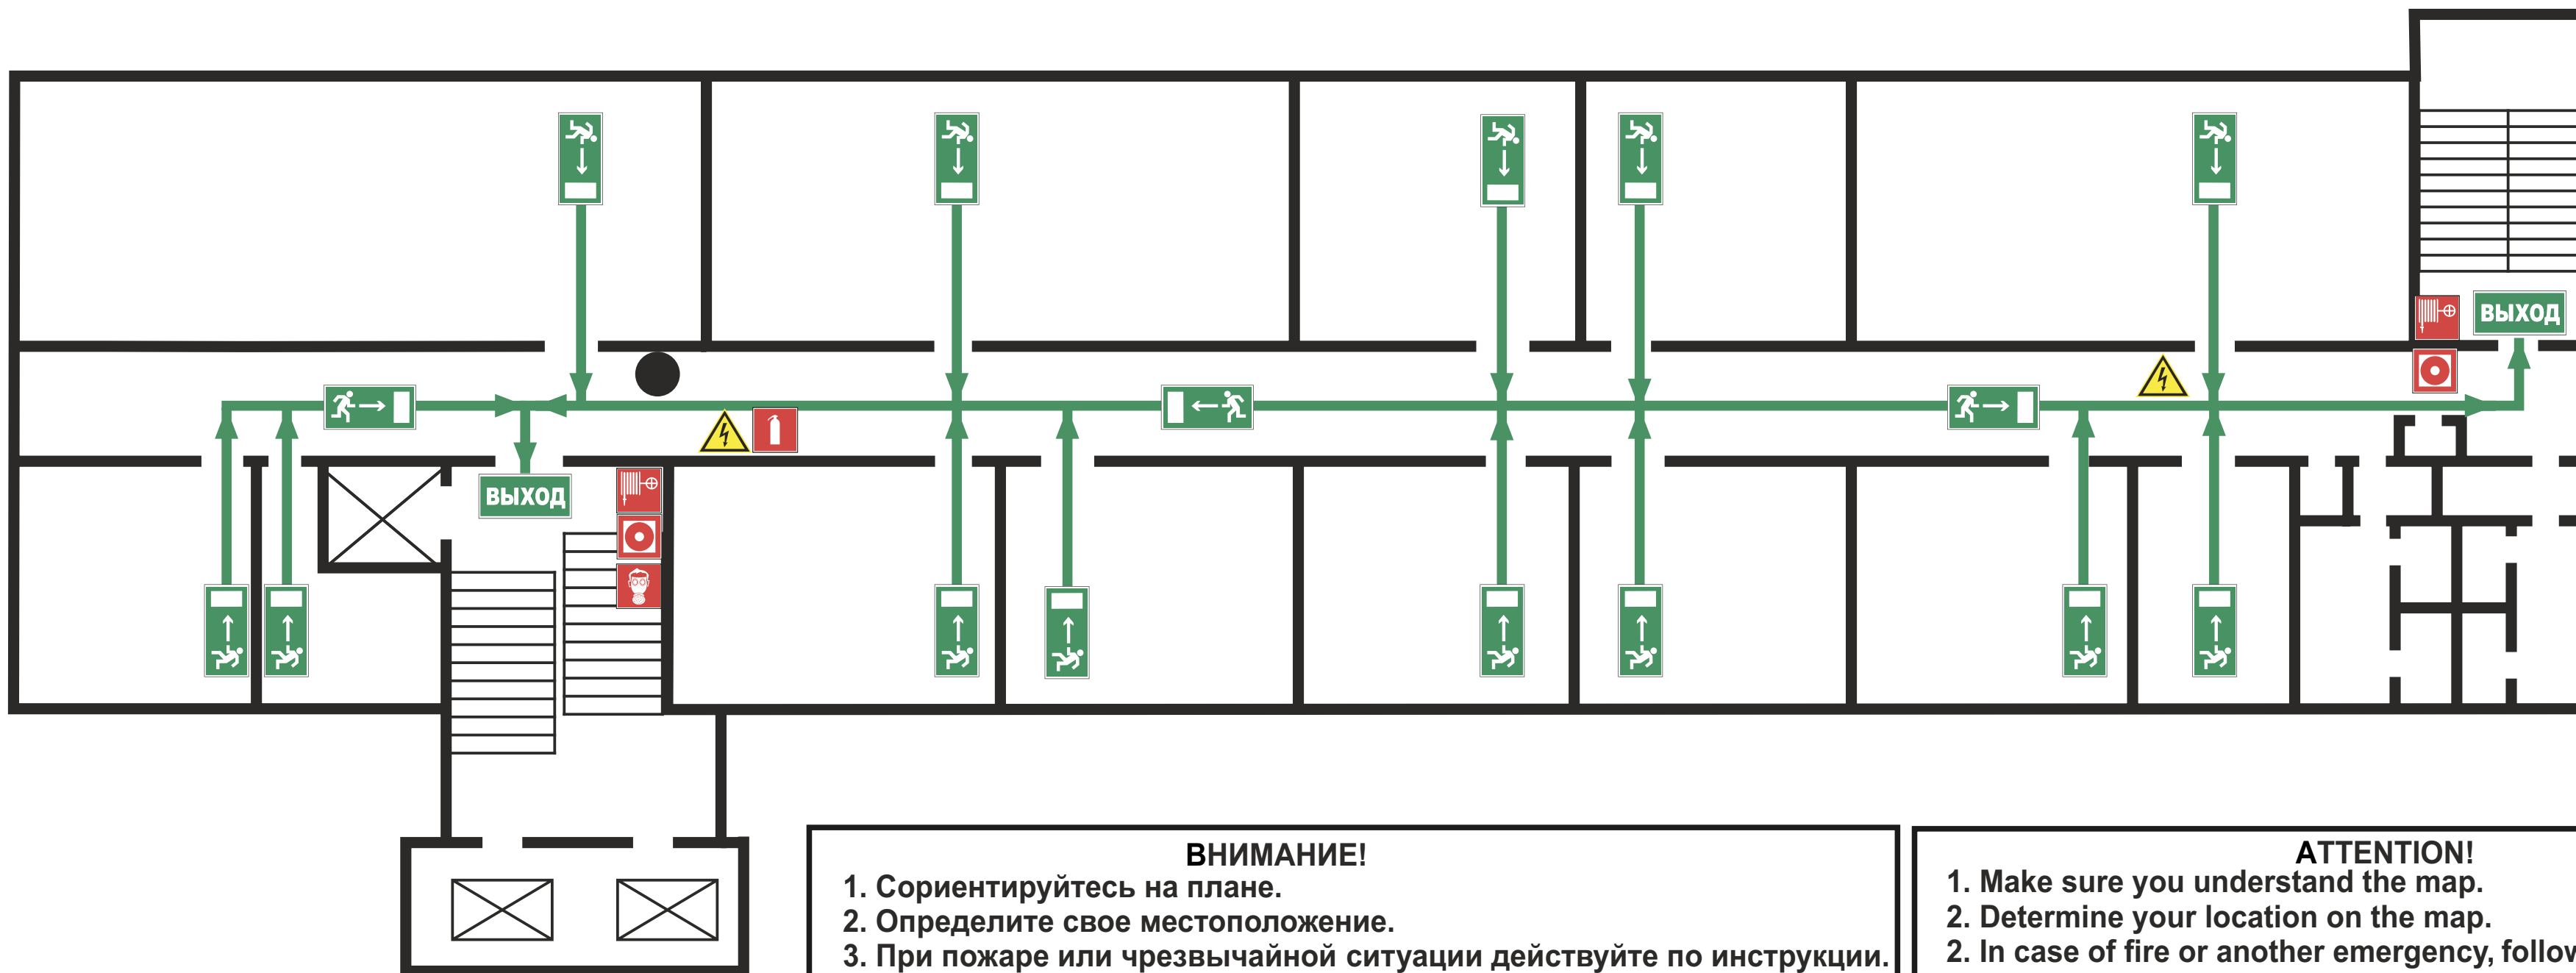 ВЫХОД
ВЫХОД
ВНИМАНИЕ!
1. Сориентируйтесь на плане.
2. Определите свое местоположение.
3. При пожаре или чрезвычайной ситуации действуйте по инструкции.
ATTENTION!
1. Make sure you understand the map.
2. Determine your location on the map.
2. In case of fire or another emergency, follow